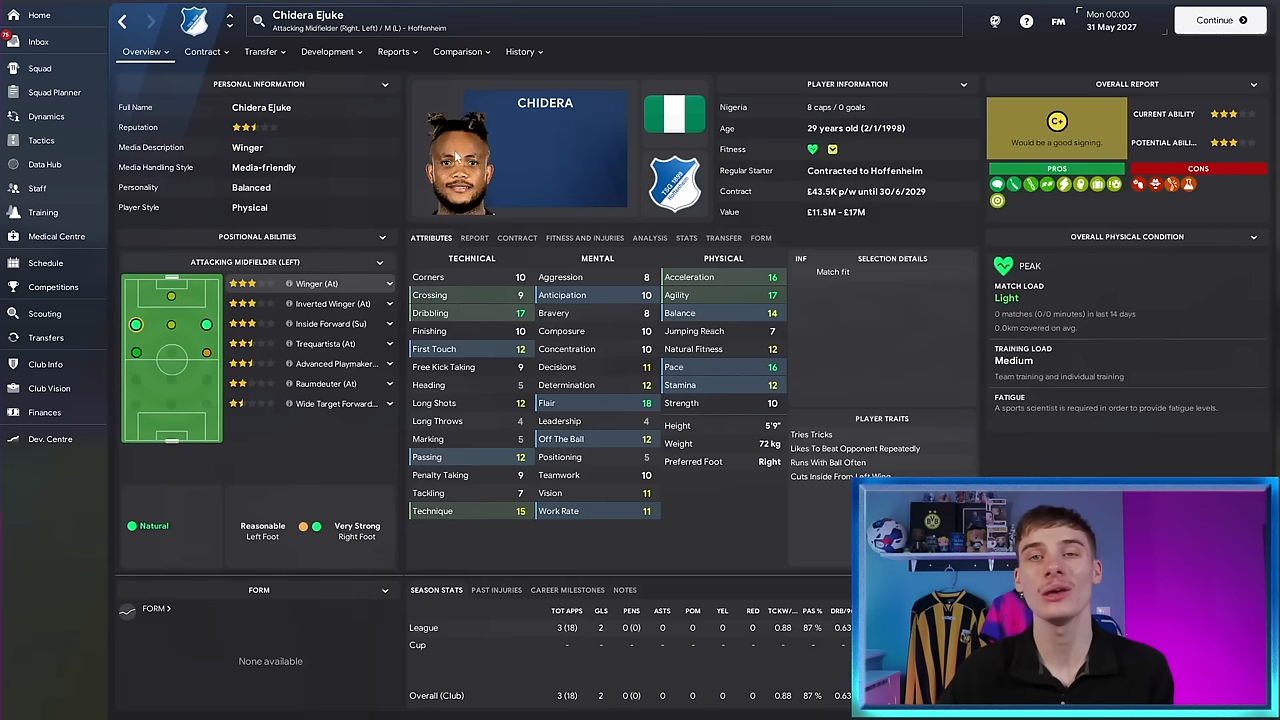 Home
75
Inbox
Squad
Squad Planner
Dynamics
Tactics
Data Hub
Staff
Training
Medical Centre
Schedule
Competitions
Scouting
Transfers
Club Info
Club Vision
Finances
Dev. Centre
Chidera Ejuke
Attacking Midfielder (Right, Left) / M (L) - Hoffenheim
FM
Mon 00:00
31 May 2027
Continue
Overview
Contract
Transfer
Development
Reports
Comparison
History
PERSONAL INFORMATION
Full Name Chidera Ejuke
Reputation
Media Description Winger
Media Handling Style Media-friendly
Personality Balanced
Player Style Physical
POSITIONAL ABILITIES
ATTACKING MIDFIELDER (LEFT)
Winger (At)
Inverted Winger (At)
Inside Forward (Su)
Trequartista (At)
Advanced Playmaker...
Raumdeuter (At)
Wide Target Forward...
Natural
Reasonable
Left Foot
Very Strong
Right Foot
FORM
FORM
None available
CHIDERA
TSG 1899
Hoffenheim
PLAYER INFORMATION
Nigeria 8 caps / 0 goals
Age 29 years old (2/1/1998)
Fitness
Regular Starter Contracted to Hoffenheim
Contract £43.5K p/w until 30/6/2029
Value £11.5M - £17M
OVERALL REPORT
C+
Would be a good signing.
CURRENT ABILITY
POTENTIAL ABILI...
PROS
CONS
ATTRIBUTES REPORT CONTRACT FITNESS AND INJURIES ANALYSIS STATS TRANSFER FORM
TECHNICAL
Corners 10
Crossing 9
Dribbling 17
Finishing 10
First Touch 12
Free Kick Taking 9
Heading 5
Long Shots 12
Long Throws 4
Marking 5
Passing 12
Penalty Taking 9
Tackling 7
Technique 15
MENTAL
Aggression 8
Anticipation 10
Bravery 8
Composure 10
Concentration 10
Decisions 11
Determination 12
Flair 18
Leadership 4
Off The Ball 12
Positioning 5
Teamwork 10
Vision 11
Work Rate 11
PHYSICAL
Acceleration 16
Agility 17
Balance 14
Jumping Reach 7
Natural Fitness 12
Pace 16
Stamina 12
Strength 10
Height 5'9"
Weight 72 kg
Preferred Foot Right
INF SELECTION DETAILS
Match fit
PLAYER TRAITS
Tries Tricks
Likes To Beat Opponent Repeatedly
Runs With Ball Often
Cuts Inside From Left Wing
OVERALL PHYSICAL CONDITION
PEAK
MATCH LOAD
Light
0 matches (0/0 minutes) in last 14 days
0.0km covered on avg.
TRAINING LOAD
Medium
Team training and individual training
FATIGUE
A sports scientist is required in order to provide fatigue levels.
SEASON STATS PAST INJURIES CAREER MILESTONES NOTES
TOT APPS GLS PENS ASTS POM YEL RED TCKW/... PAS % DRB/9
League 3 (18) 2 0 (0) 0 0 0 0 0.88 87 % 0.63
Cup - - - - - - - - - -
Overall (Club) 3 (18) 2 0 (0) 0 0 0 0 0.88 87 % 0.63
BVB
09